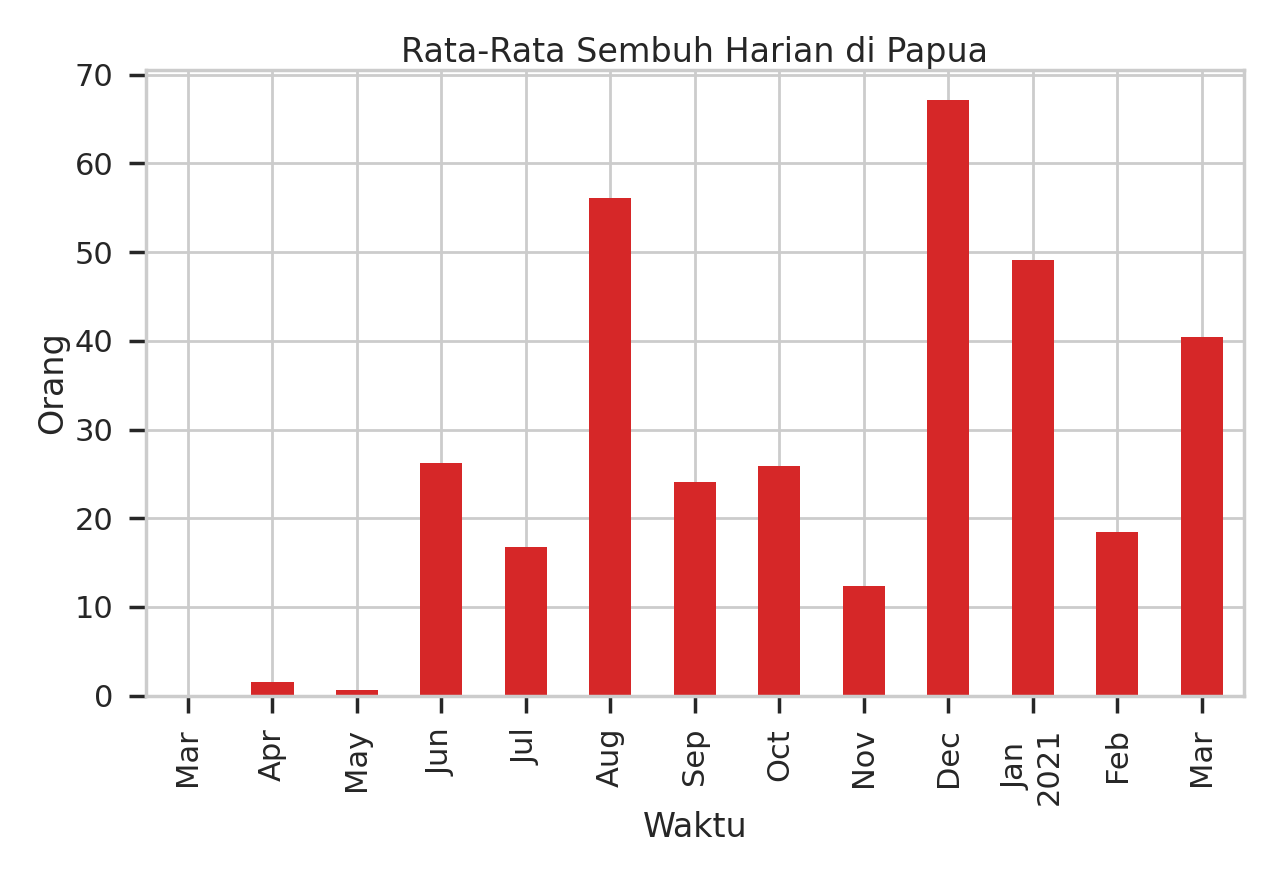 Rata-Rata Sembuh Harian di Papua
70
60
50
40
30
20
10
0
Orang
Mar
Apr
May
Jun
Jul
Aug
Sep
Oct
Nov
Dec
Jan
2021
Feb
Mar
Waktu